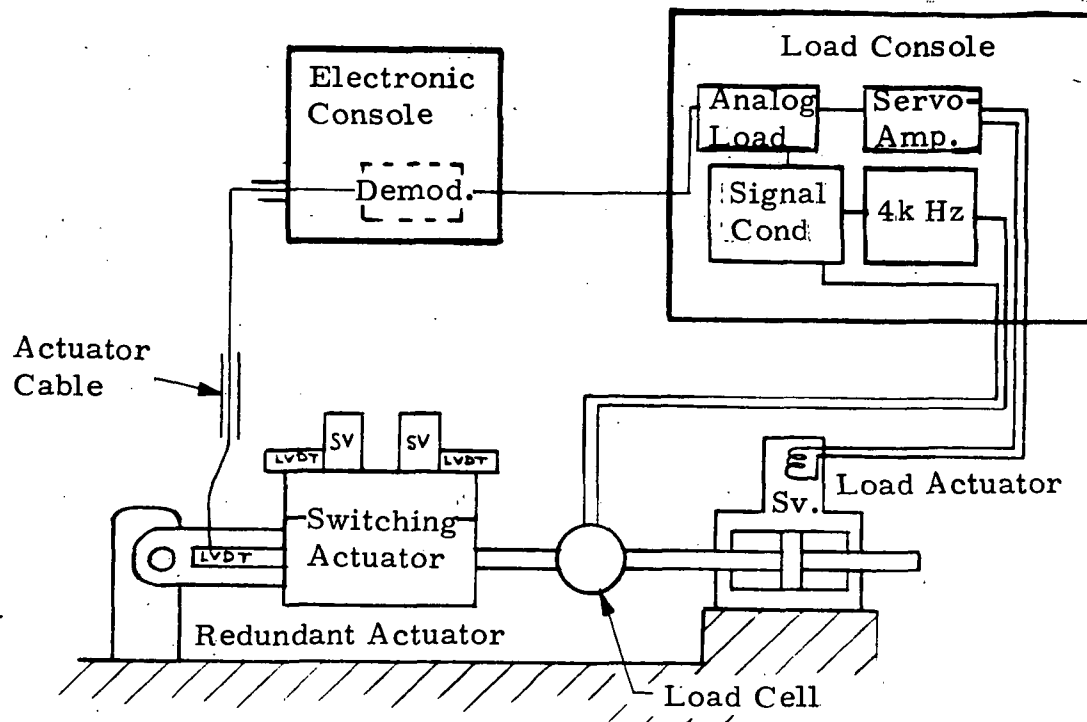 Load Console
Electronic
Console
Demod.
Analog
Load
Servo-
Amp.
Signal
Cond
4k Hz
Actuator
Cable
SV
SV
LVDT
LVDT
Switching
Actuator
LVDT
Sv.
Load Actuator
Redundant Actuator
Load Cell